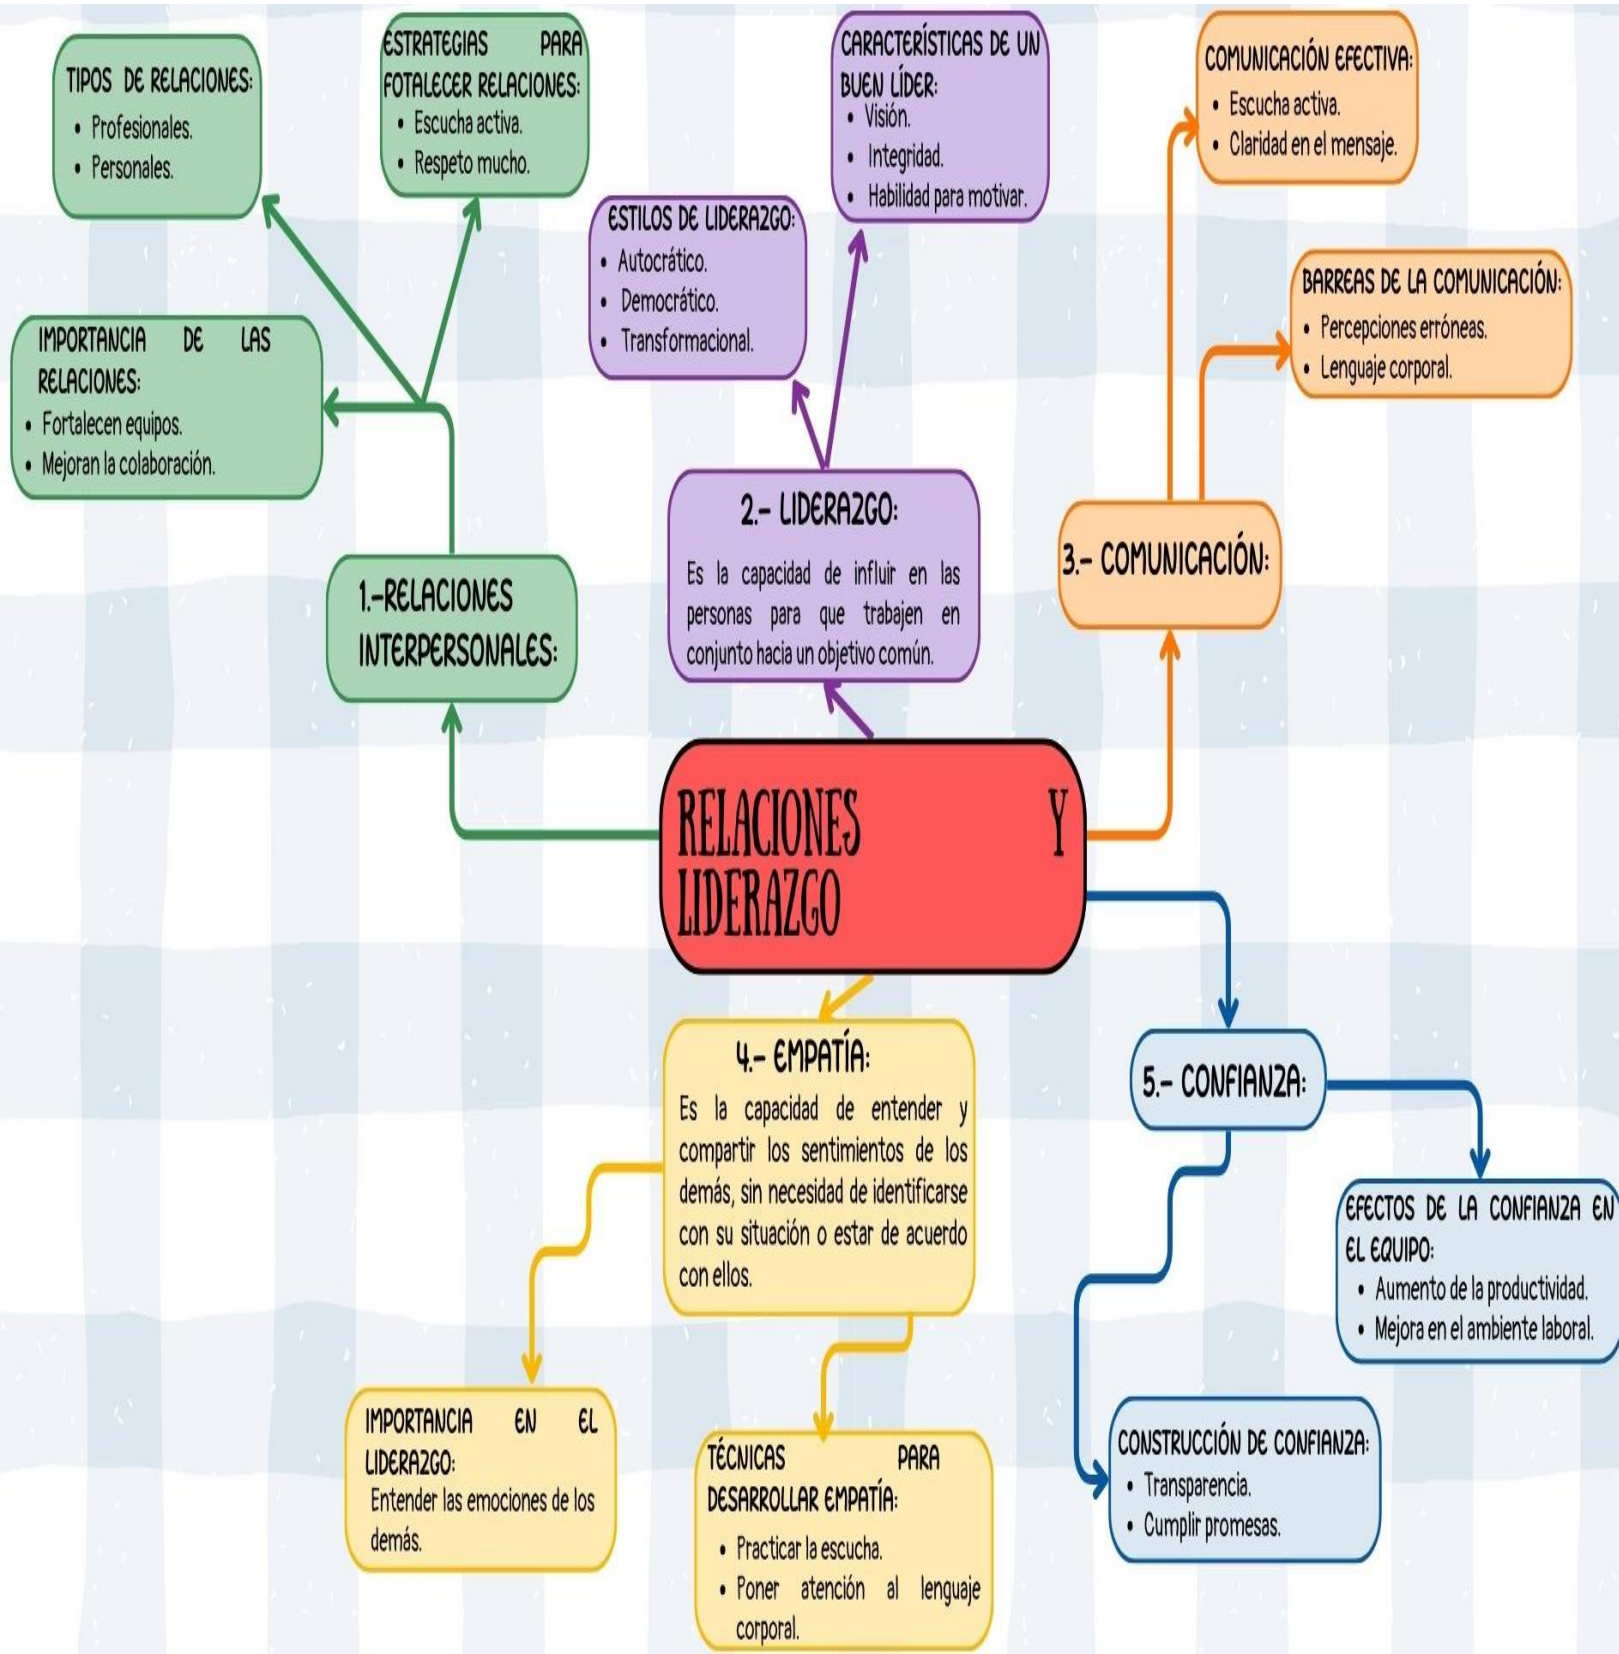 TIPOS DE RELACIONES:
• Profesionales.
• Personales.
ESTRATEGIAS PARA
FOTALECER RELACIONES:
• Escucha activa.
• Respeto mucho.
IMPORTANCIA DE LAS
RELACIONES:
• Fortalecen equipos.
• Mejoran la colaboración.
1.-RELACIONES
INTERPERSONALES:
ESTILOS DE LIDERAZGO:
• Autocrático.
• Democrático.
• Transformacional.
CARACTERÍSTICAS DE UN
BUEN LÍDER:
• Visión.
• Integridad.
• Habilidad para motivar.
2.- LIDERAZGO:
Es la capacidad de influir en las
personas para que trabajen en
conjunto hacia un objetivo común.
COMUNICACIÓN EFECTIVA:
• Escucha activa.
• Claridad en el mensaje.
BARREAS DE LA COMUNICACIÓN:
• Percepciones erróneas.
• Lenguaje corporal.
3.- COMUNICACIÓN:
RELACIONES Y
LIDERAZGO
4.- EMPATÍA:
Es la capacidad de entender y
compartir los sentimientos de los
demás, sin necesidad de identificarse
con su situación o estar de acuerdo
con ellos.
IMPORTANCIA EN EL
LIDERAZGO:
Entender las emociones de los
demás.
TÉCNICAS PARA
DESARROLLAR EMPATÍA:
• Practicar la escucha.
• Poner atención al lenguaje
corporal.
5.- CONFIANZA:
EFECTOS DE LA CONFIANZA EN
EL EQUIPO:
• Aumento de la productividad.
• Mejora en el ambiente laboral.
CONSTRUCCIÓN DE CONFIANZA:
• Transparencia.
• Cumplir promesas.